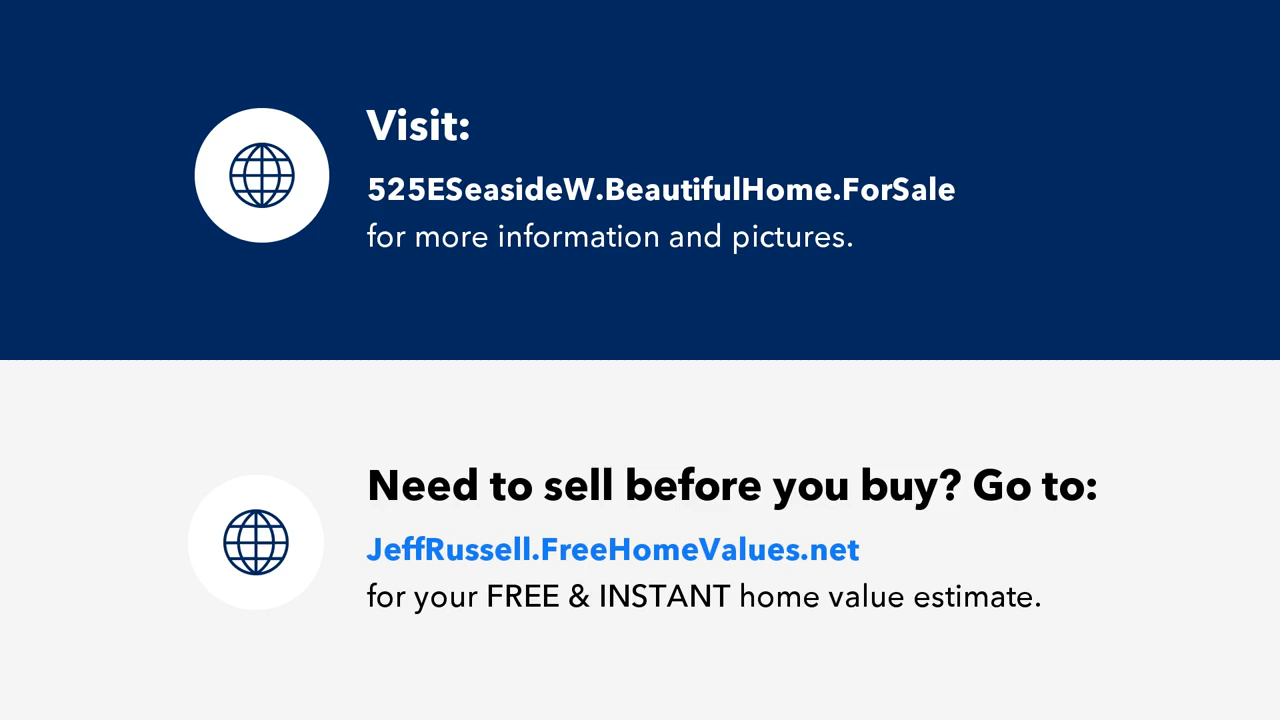 Visit:
525ESeasideW.BeautifulHome.ForSale
for more information and pictures.
Need to sell before you buy? Go to:
JeffRussell.FreeHomeValues.net
for your FREE & INSTANT home value estimate.